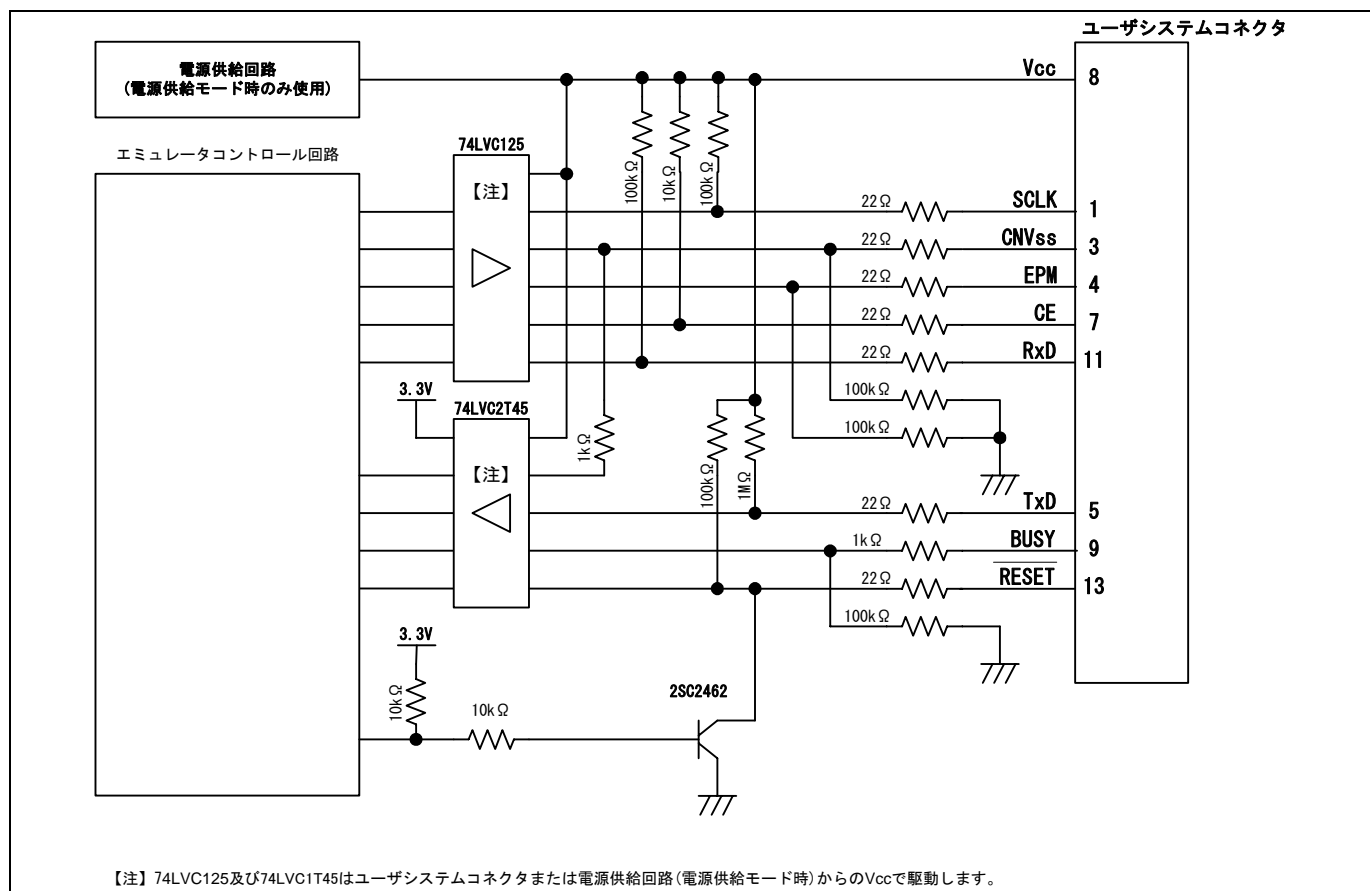 ユーザシステムコネクタ
電源供給回路
(電源供給モード時のみ使用)
Vcc
8
エミュレータコントロール回路
74LVC125
【注】
100kΩ
10kΩ
100kΩ
22Ω
SCLK
1
22Ω
CNVss
3
22Ω
EPM
4
22Ω
CE
7
22Ω
RxD
11
3.3V
74LVC2T45
【注】
1kΩ
100kΩ
1MΩ
100kΩ
100kΩ
22Ω
TxD
5
1kΩ
BUSY
9
22Ω
RESET
13
100kΩ
3.3V
10kΩ
10kΩ
2SC2462
【注】74LVC125及び74LVC1T45はユーザシステムコネクタまたは電源供給回路(電源供給モード時)からのVccで駆動します。